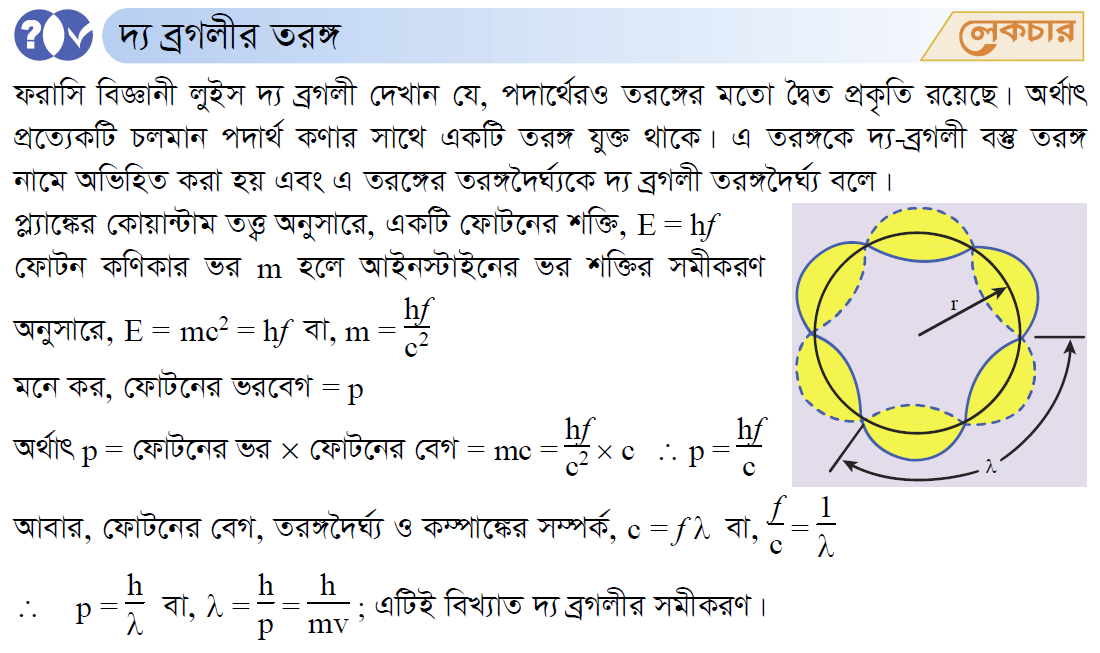 দ্য ব্রগলীর তরঙ্গ
লেকচার
ফরাসি বিজ্ঞানী লুইস দ্য ব্রগলী দেখান যে, পদার্থেরও তরঙ্গের মতো দ্বৈত প্রকৃতি রয়েছে। অর্থাৎ
প্রত্যেকটি চলমান পদার্থ কণার সাথে একটি তরঙ্গ যুক্ত থাকে। এ তরঙ্গকে দ্য-ব্রগলী বস্তু তরঙ্গ
নামে অভিহিত করা হয় এবং এ তরঙ্গের তরঙ্গদৈর্ঘ্যকে দ্য ব্রগলী তরঙ্গদৈর্ঘ্য বলে।
প্ল্যাঙ্কের কোয়ান্টাম তত্ত্ব অনুসারে, একটি ফোটনের শক্তি, E = hf
ফোটন কণিকার ভর m হলে আইনস্টাইনের ভর শক্তির সমীকরণ
অনুসারে, E = mc² = hf বা, m = hf/c²
মনে কর, ফোটনের ভরবেগ = p
অর্থাৎ p = ফোটনের ভর × ফোটনের বেগ = mc = hf/c² × c ∴ p = hf/c
আবার, ফোটনের বেগ, তরঙ্গদৈর্ঘ্য ও কম্পাঙ্কের সম্পর্ক, c = fλ বা, f/c = 1/λ
∴ p = h/λ বা, λ = h/p = h/mv ; এটিই বিখ্যাত দ্য ব্রগলীর সমীকরণ।
r
λ